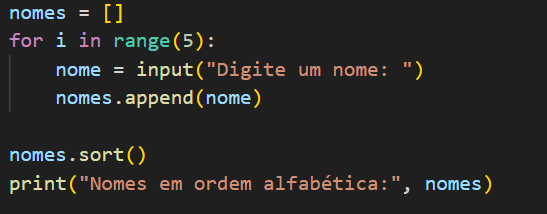 nomes = []
for i in range(5):
    nome = input("Digite um nome: ")
    nomes.append(nome)

nomes.sort()
print("Nomes em ordem alfabética:", nomes)